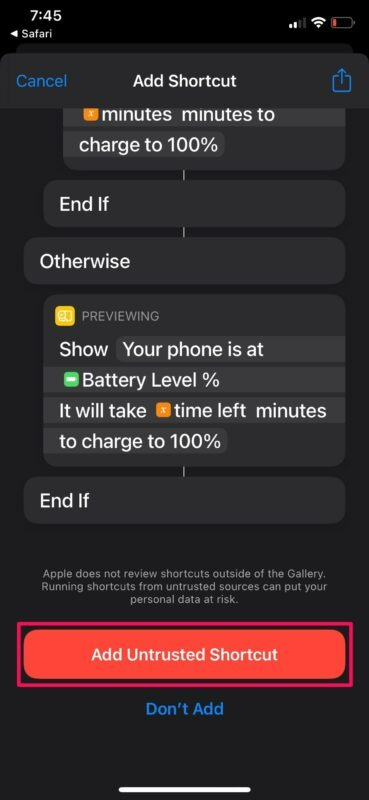 7:45
◀ Safari
Cancel Add Shortcut
x minutes minutes to
charge to 100%
End If
Otherwise
PREVIEWING
Show Your phone is at
Battery Level %
It will take x time left minutes
to charge to 100%
End If
Apple does not review shortcuts outside of the Gallery.
Running shortcuts from untrusted sources can put your
personal data at risk.
Add Untrusted Shortcut
Don't Add